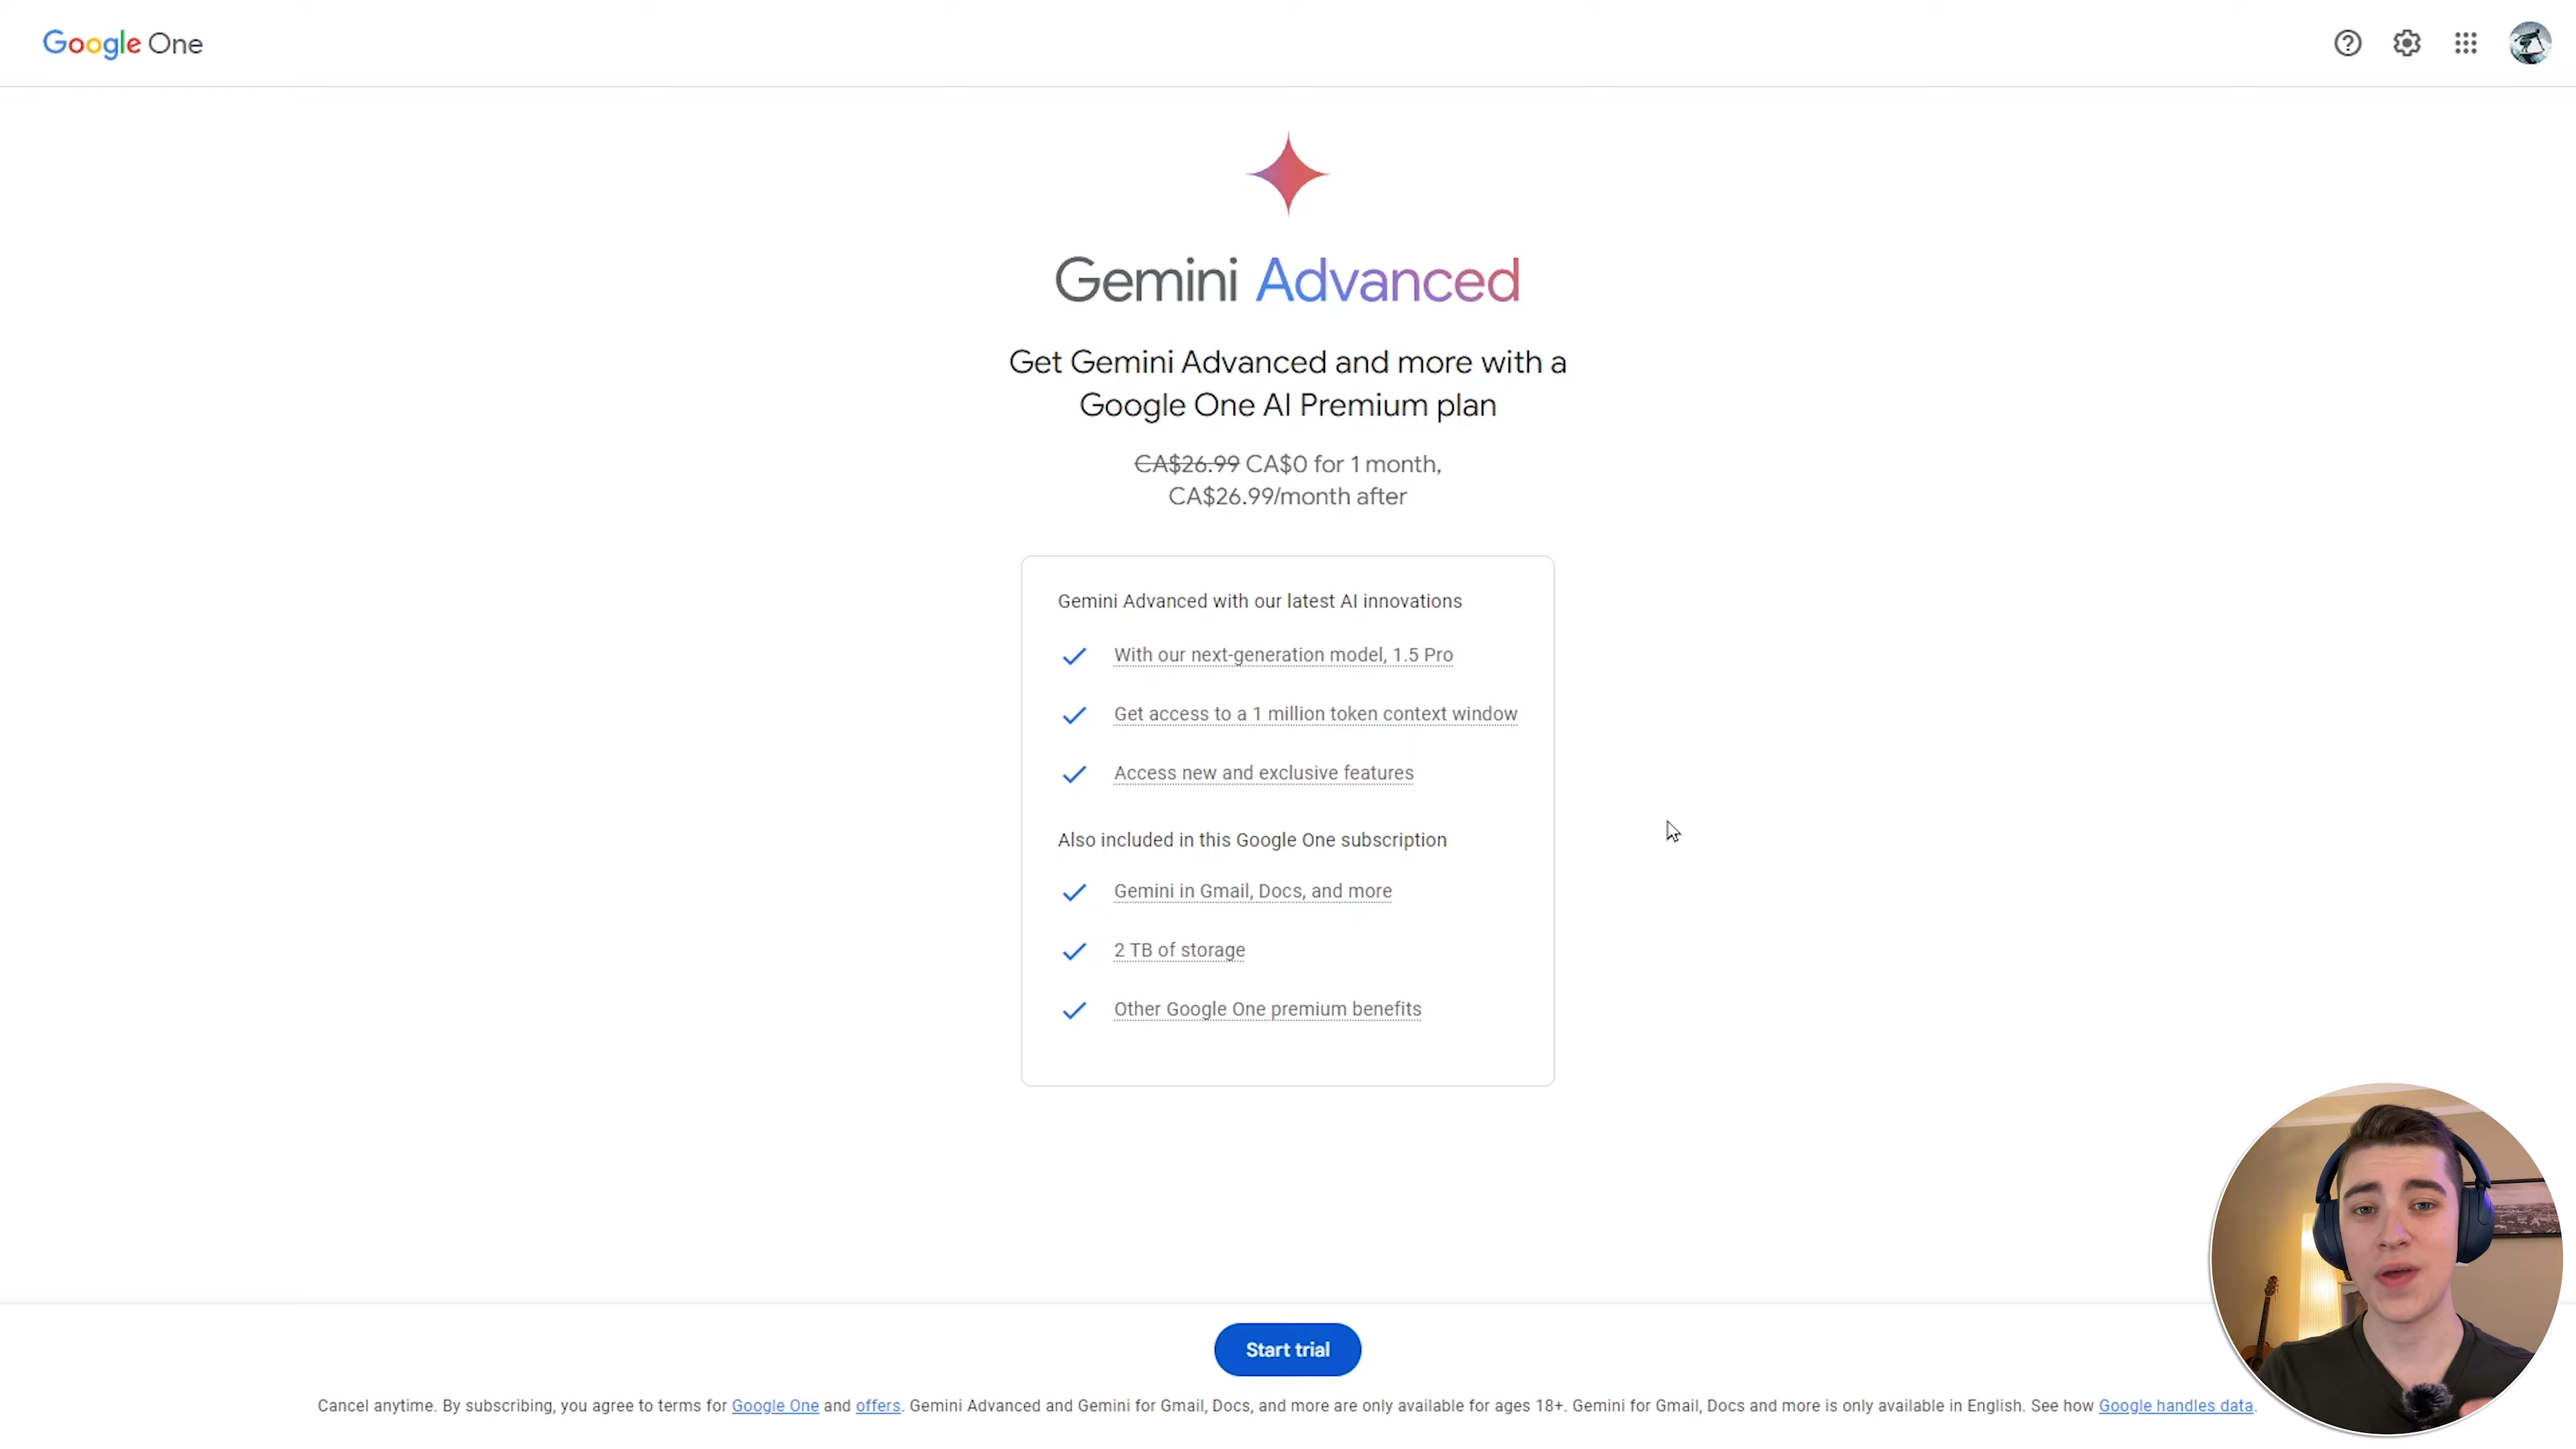 Google One
Gemini Advanced
Get Gemini Advanced and more with a
Google One AI Premium plan
CA$26.99 CA$0 for 1 month,
CA$26.99/month after
Gemini Advanced with our latest AI innovations
With our next-generation model, 1.5 Pro
Get access to a 1 million token context window
Access new and exclusive features
Also included in this Google One subscription
Gemini in Gmail, Docs, and more
2 TB of storage
Other Google One premium benefits
Start trial
Cancel anytime. By subscribing, you agree to terms for Google One and offers. Gemini Advanced and Gemini for Gmail, Docs, and more are only available for ages 18+. Gemini for Gmail, Docs and more is only available in English. See how Google handles data.